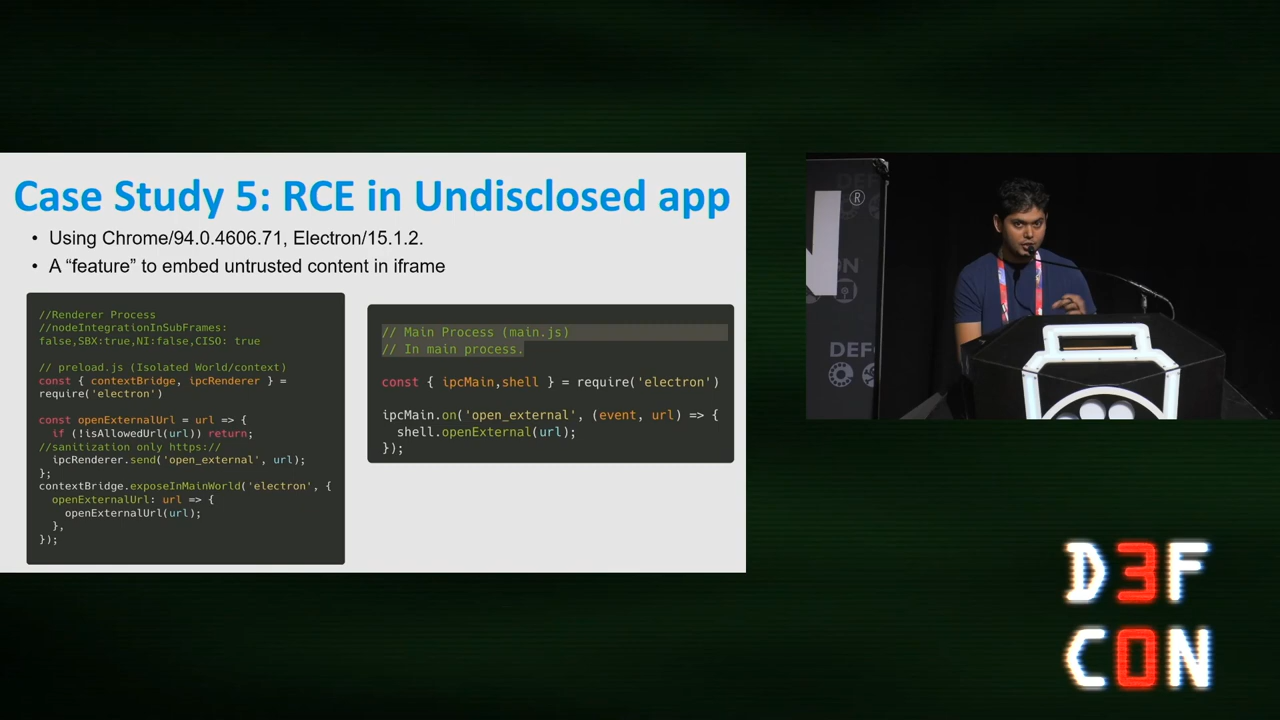 Case Study 5: RCE in Undisclosed app
• Using Chrome/94.0.4606.71, Electron/15.1.2.
• A “feature” to embed untrusted content in iframe
//Renderer Process
//nodeIntegrationInSubFrames:
false,SBX:true,NI:false,CISO: true
// preload.js (Isolated World/context)
const { contextBridge, ipcRenderer } =
require('electron')
const openExternalUrl = url => {
if (!isAllowedUrl(url)) return;
//sanitization only https://
ipcRenderer.send('open_external', url);
};
contextBridge.exposeInMainWorld('electron', {
openExternalUrl: url => {
openExternalUrl(url);
},
});
// Main Process (main.js)
// In main process.
const { ipcMain,shell } = require('electron')
ipcMain.on('open_external', (event, url) => {
shell.openExternal(url);
});
N®
DEF
D3F
CON